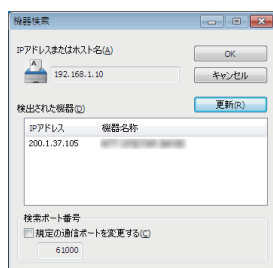 機器検索
IPアドレスまたはホスト名(A)
192.168.1.10
OK
キャンセル
検出された機器(D)
更新(R)
IPアドレス 機器名称
200.1.37.105
検索ポート番号
規定の通信ポートを変更する(C)
61000